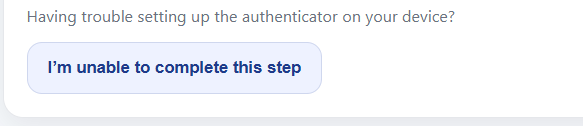 Having trouble setting up the authenticator on your device?
I’m unable to complete this step